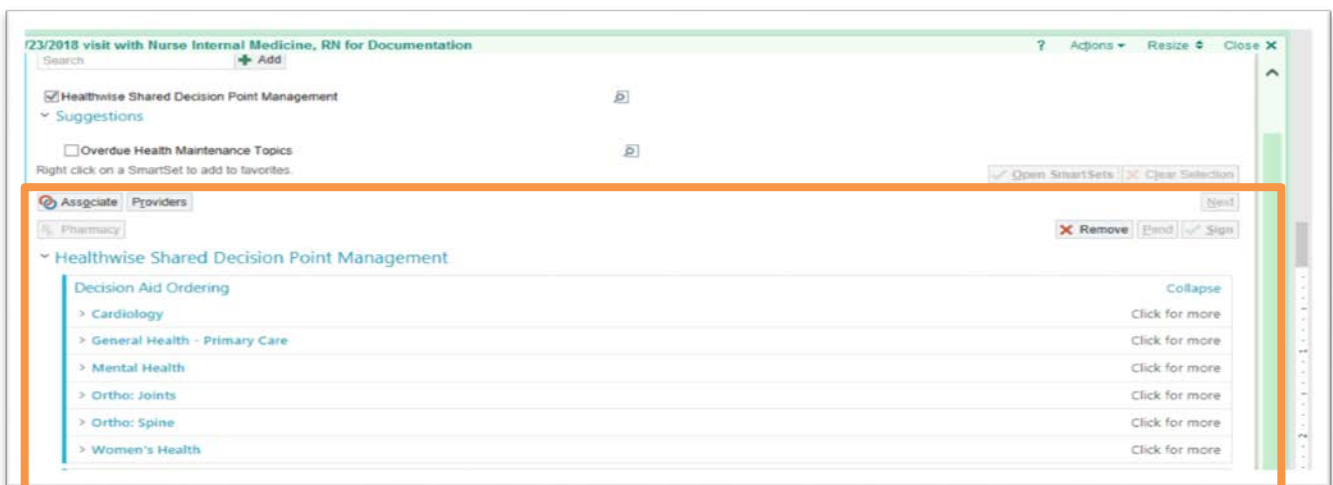 /23/2018 visit with Nurse Internal Medicine, RN for Documentation ? Actions Resize Close X
Search Add
Healthwise Shared Decision Point Management
Suggestions
Overdue Health Maintenance Topics
Right click on a SmartSet to add to favorites.
Open SmartSets Clear Selection
Associate Providers Next
Pharmacy Remove Pend Sign
Healthwise Shared Decision Point Management
Decision Aid Ordering Collapse
> Cardiology Click for more
> General Health - Primary Care Click for more
> Mental Health Click for more
> Ortho: Joints Click for more
> Ortho: Spine Click for more
> Women's Health Click for more
1
2